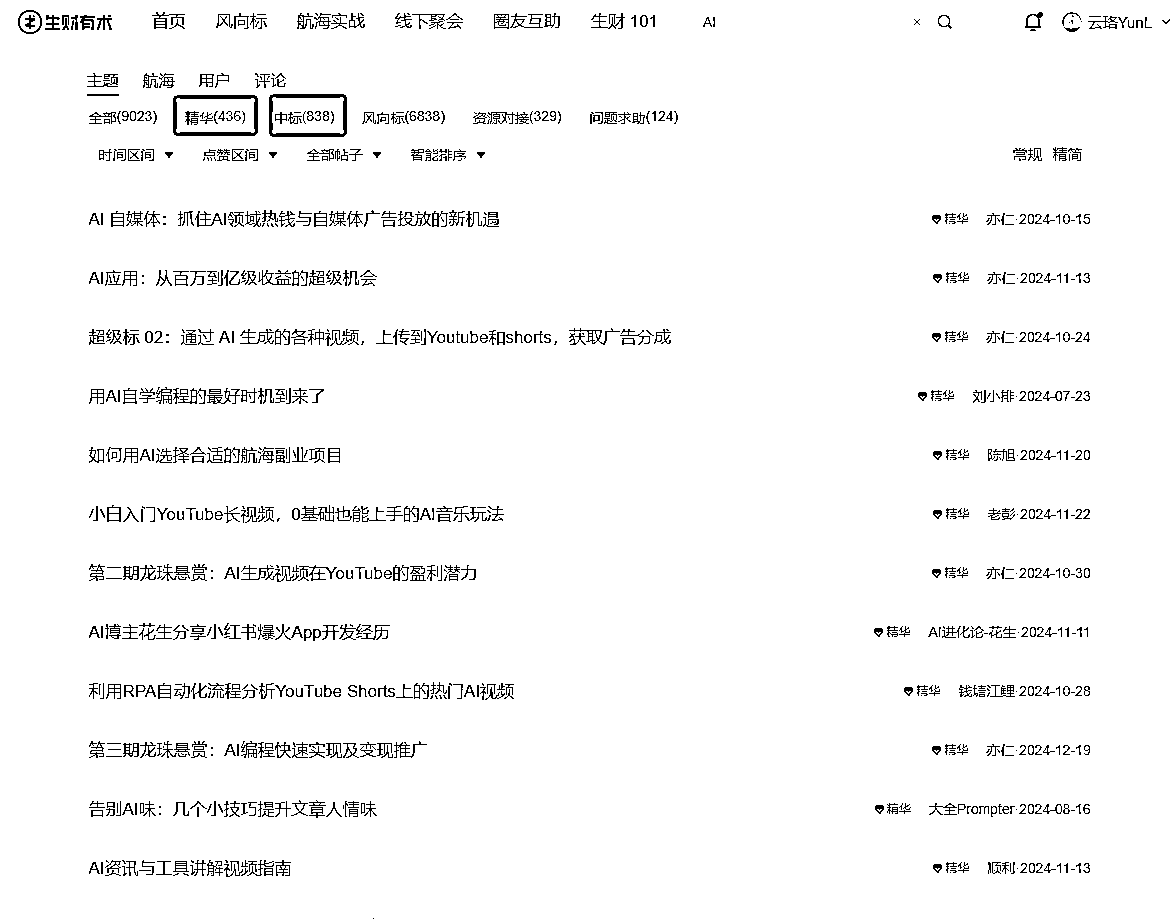 生财有术 首页 风向标 航海实战 线下聚会 圈友互助 生财 101 AI × 云珞YunL
主题 航海 用户 评论
全部(9023) 精华(436) 中标(838) 风向标(6838) 资源对接(329) 问题求助(124)
时间区间 ▼ 点赞区间 ▼ 全部帖子 ▼ 智能排序 ▼ 常规 精简
AI 自媒体：抓住AI领域热钱与自媒体广告投放的新机遇 精华 亦仁·2024-10-15
AI应用：从百万到亿级收益的超级机会 精华 亦仁·2024-11-13
超级标 02：通过 AI 生成的各种视频，上传到Youtube和shorts，获取广告分成 精华 亦仁·2024-10-24
用AI自学编程的最好时机到来了 精华 刘小排·2024-07-23
如何用AI选择合适的航海副业项目 精华 陈旭·2024-11-20
小白入门YouTube长视频，0基础也能上手的AI音乐玩法 精华 老彭·2024-11-22
第二期龙珠悬赏：AI生成视频在YouTube的盈利潜力 精华 亦仁·2024-10-30
AI博主花生分享小红书爆火App开发经历 精华 AI进化论-花生·2024-11-11
利用RPA自动化流程分析YouTube Shorts上的热门AI视频 精华 钱塘江鲤·2024-10-28
第三期龙珠悬赏：AI编程快速实现及变现推广 精华 亦仁·2024-12-19
告别AI味：几个小技巧提升文章人情味 精华 大全Prompter·2024-08-16
AI资讯与工具讲解视频指南 精华 顺利·2024-11-13